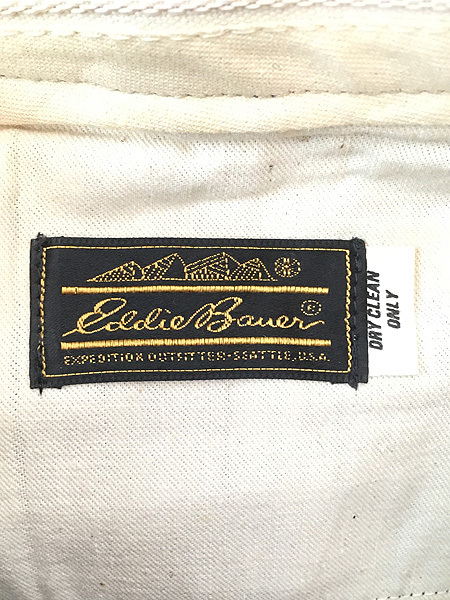 Eddie Bauer ©
EXPEDITION OUTFITTER-SEATTLE, U.S.A.
DRY CLEAN
ONLY